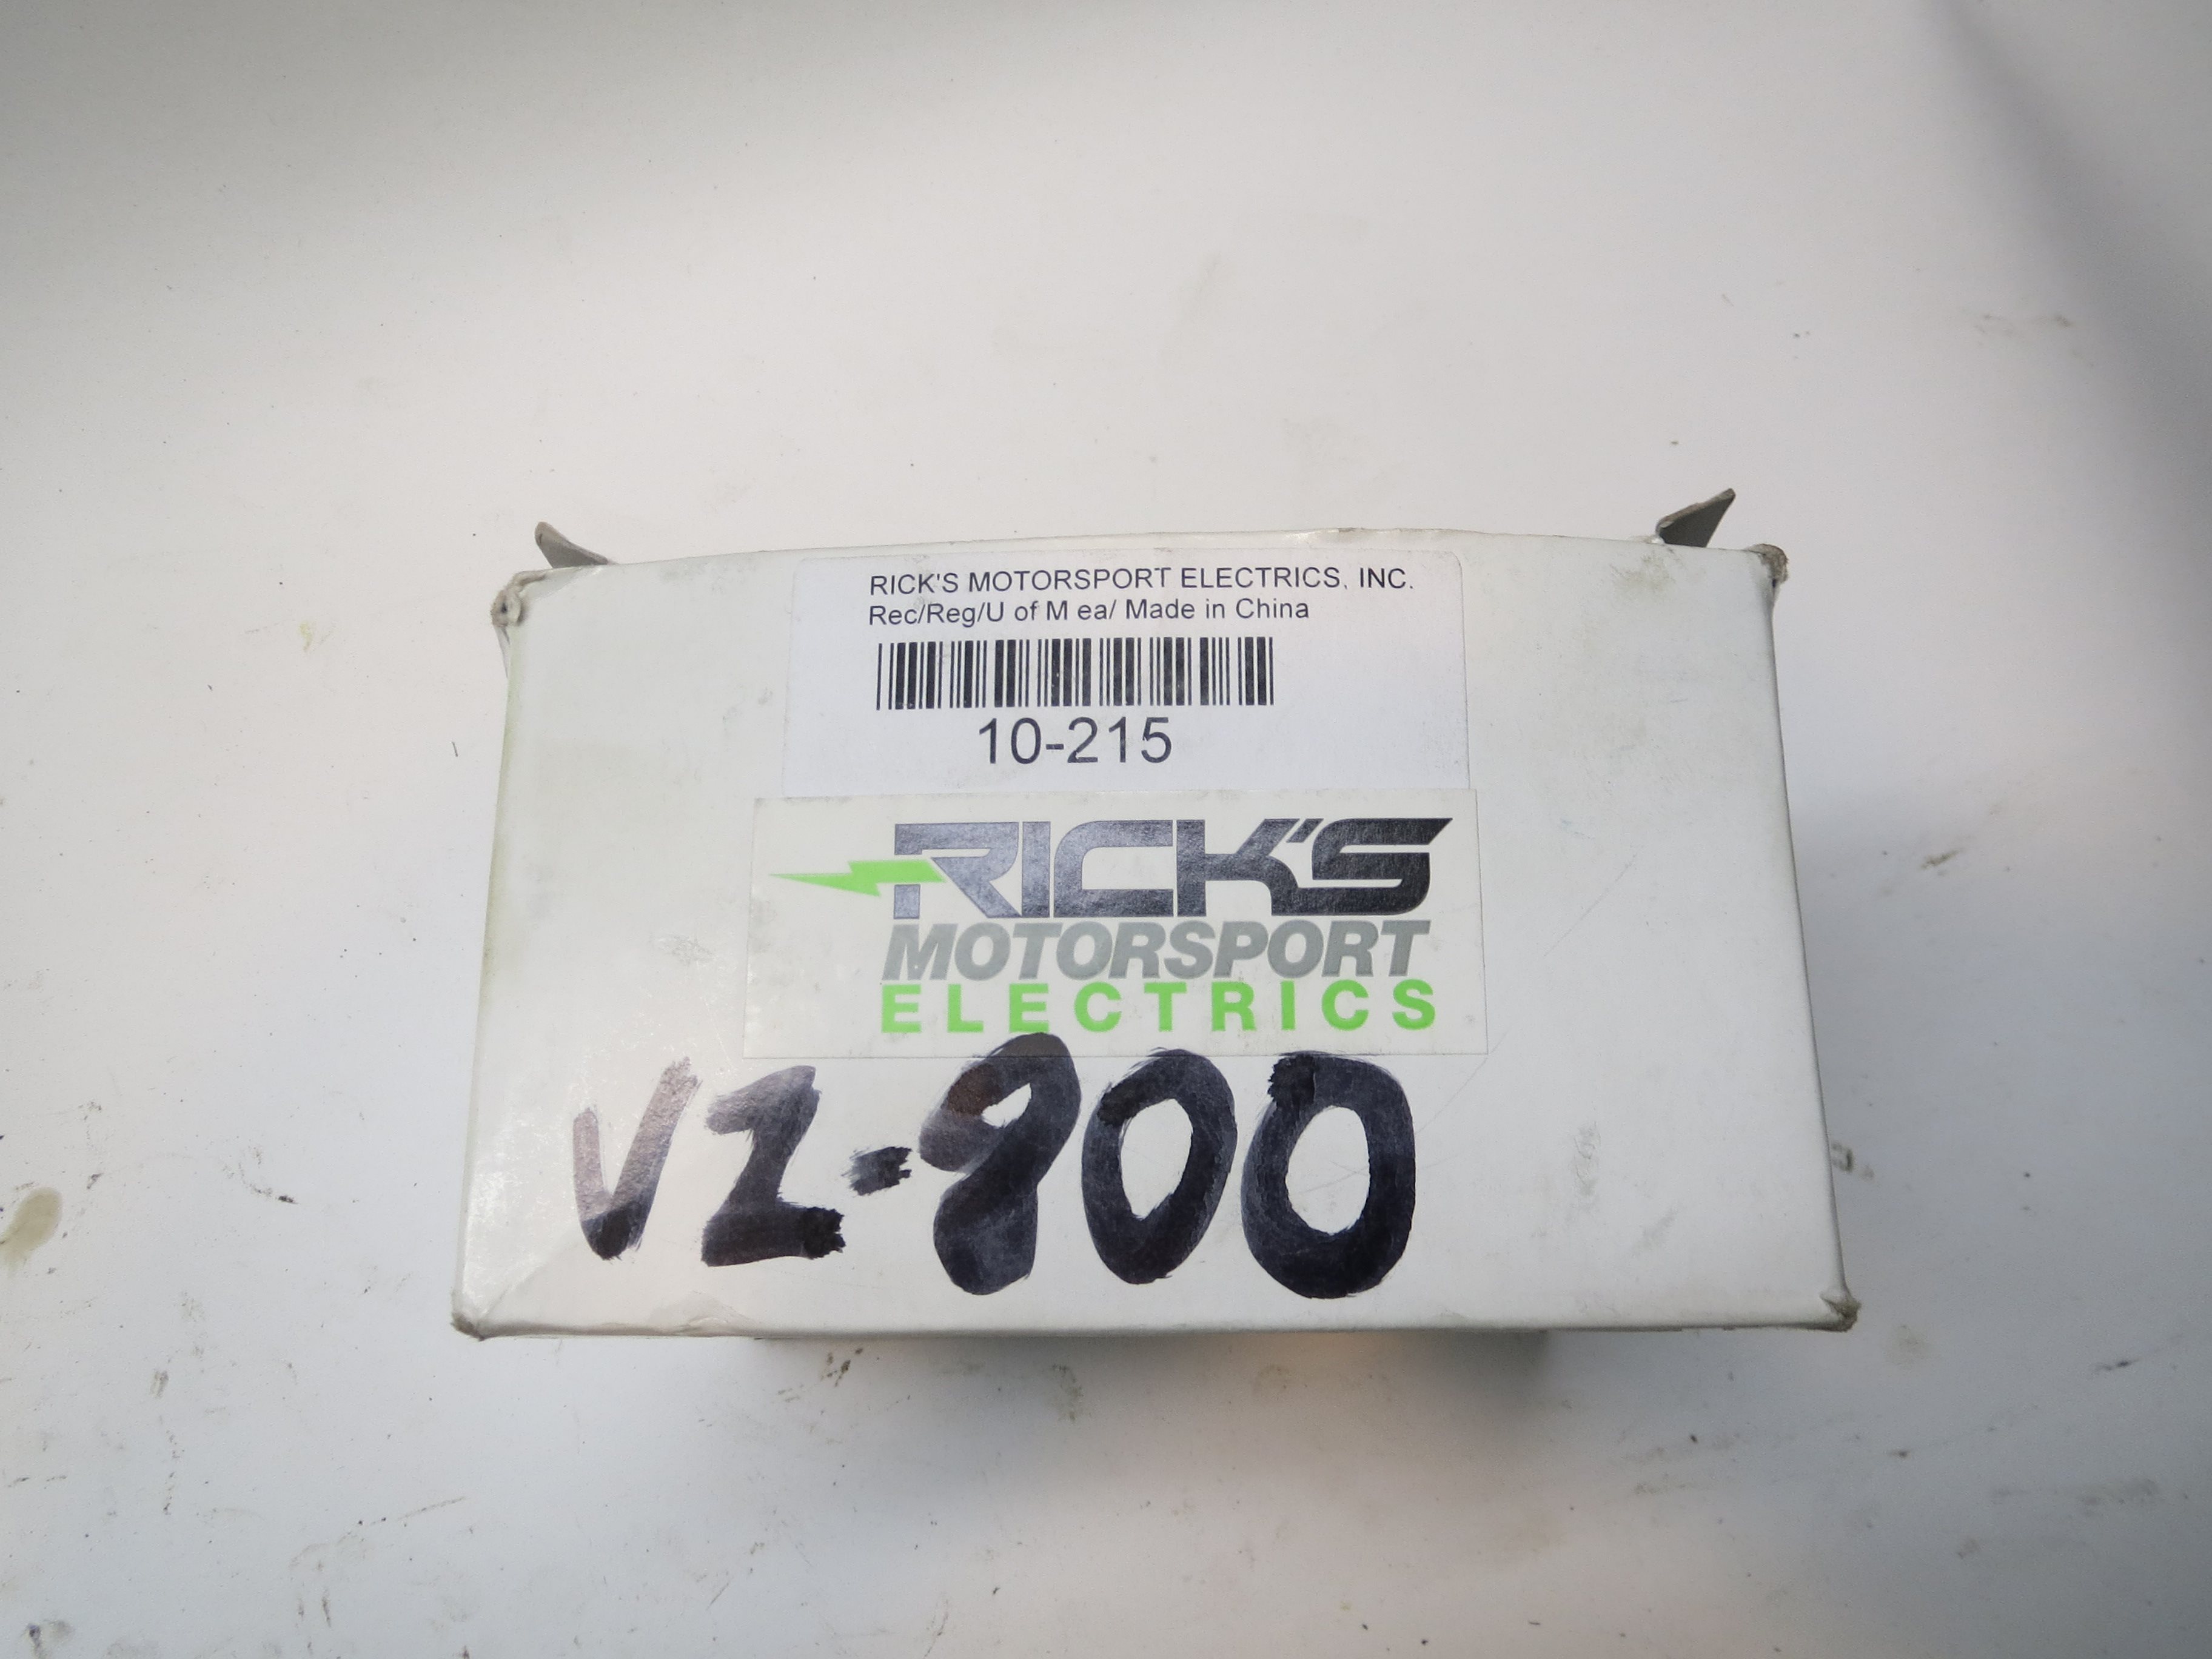 RICK'S MOTORSPORT ELECTRICS, INC.
Rec/Reg/U of M ea/ Made in China
10-215
RICK'S
MOTORSPORT
ELECTRICS
VZ-800